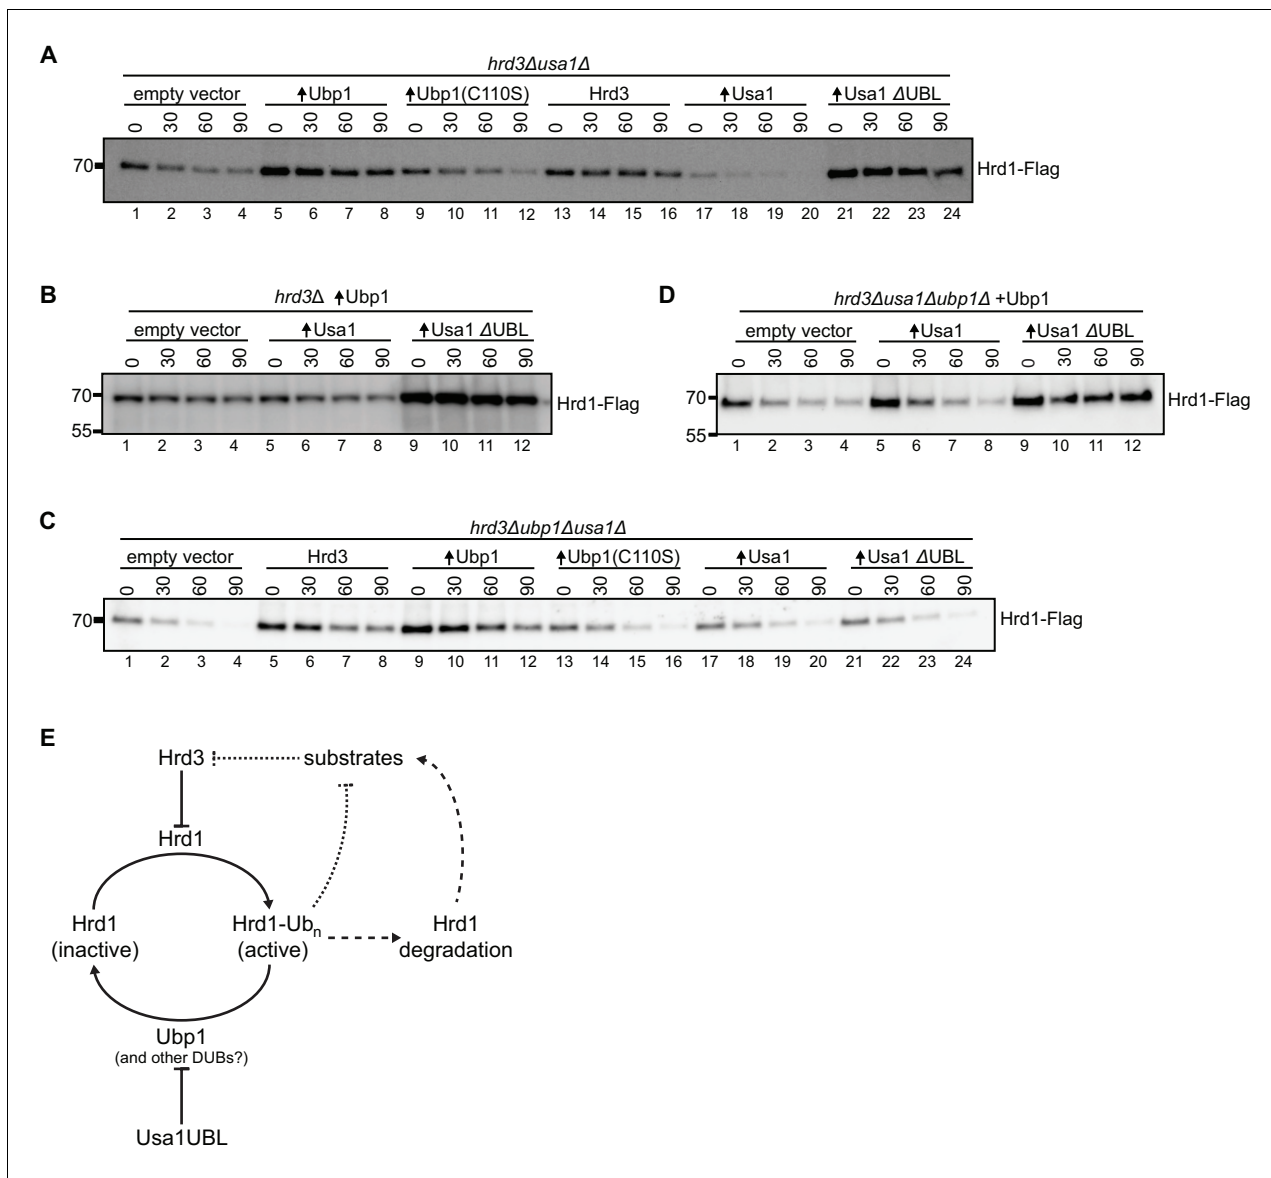 A
hrd3Δusa1Δ
empty vector ↑Ubp1 ↑Ubp1(C110S) Hrd3 ↑Usa1 ↑Usa1 ΔUBL
0 30 60 90 0 30 60 90 0 30 60 90 0 30 60 90 0 30 60 90 0 30 60 90
70 Hrd1-Flag
1 2 3 4 5 6 7 8 9 10 11 12 13 14 15 16 17 18 19 20 21 22 23 24
B
hrd3Δ ↑Ubp1
empty vector ↑Usa1 ↑Usa1 ΔUBL
0 30 60 90 0 30 60 90 0 30 60 90
70 Hrd1-Flag
55
1 2 3 4 5 6 7 8 9 10 11 12
D
hrd3Δusa1Δubp1Δ +Ubp1
empty vector ↑Usa1 ↑Usa1 ΔUBL
0 30 60 90 0 30 60 90 0 30 60 90
70 Hrd1-Flag
55
1 2 3 4 5 6 7 8 9 10 11 12
C
hrd3Δubp1Δusa1Δ
empty vector Hrd3 ↑Ubp1 ↑Ubp1(C110S) ↑Usa1 ↑Usa1 ΔUBL
0 30 60 90 0 30 60 90 0 30 60 90 0 30 60 90 0 30 60 90 0 30 60 90
70 Hrd1-Flag
1 2 3 4 5 6 7 8 9 10 11 12 13 14 15 16 17 18 19 20 21 22 23 24
E
Hrd3 substrates
Hrd1
Hrd1 Hrd1-Ubn Hrd1
(inactive) (active) degradation
Ubp1
(and other DUBs?)
Usa1UBL